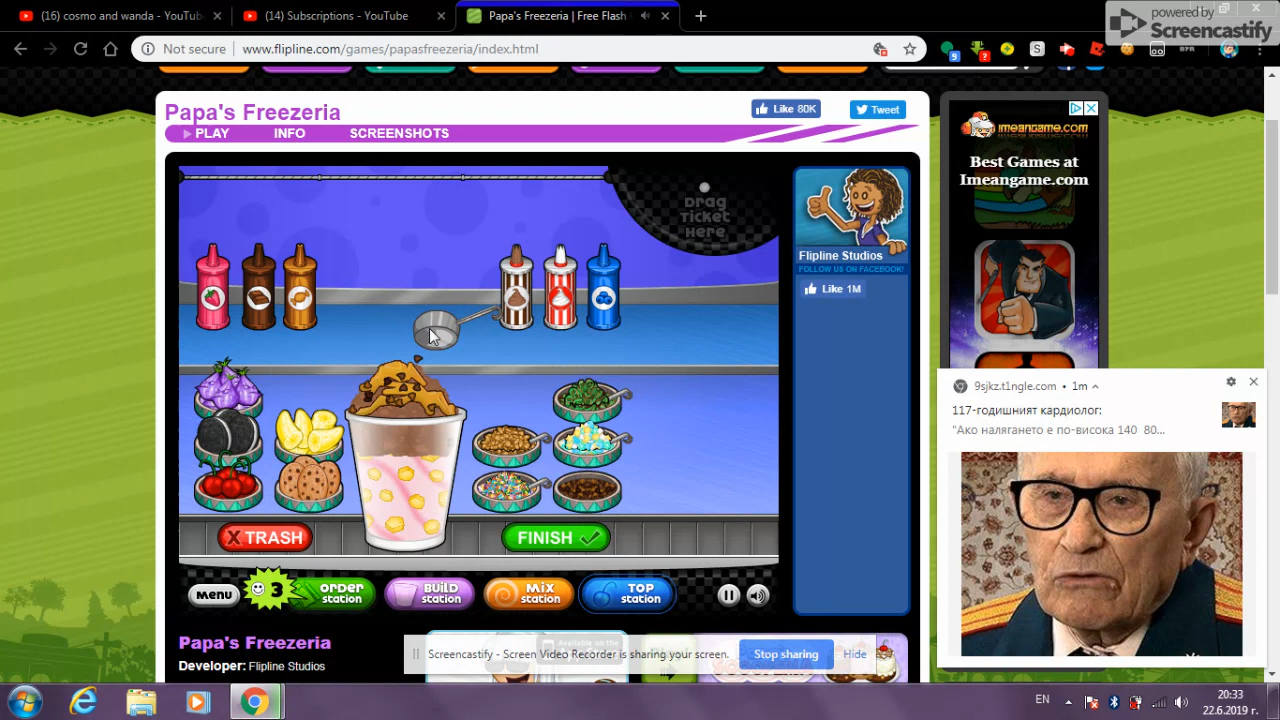 (16) cosmo and wanda - YouTub
(14) Subscriptions - YouTube
Papa's Freezeria | Free Flash
powered by
Screencastify
Not secure
www.flipline.com/games/papasfreezeria/index.html
Papa's Freezeria
Like 80K
Tweet
PLAY
INFO
SCREENSHOTS
DRAG
TICKET
HERE
Flipline Studios
FOLLOW US ON FACEBOOK!
Like 1M
imeangame.com
Best Games at
Imeangame.com
9sjkz.t1ngle.com • 1m
117-годишният кардиолог:
"Ако налягането е по-висока 140 80...
X TRASH
FINISH
Menu
3
ORDER
Station
BUILD
Station
MIX
Station
TOP
Station
Papa's Freezeria
Developer: Flipline Studios
Screencastify - Screen Video Recorder is sharing your screen.
Stop sharing
Hide
EN
20:33
22.6.2019 г.